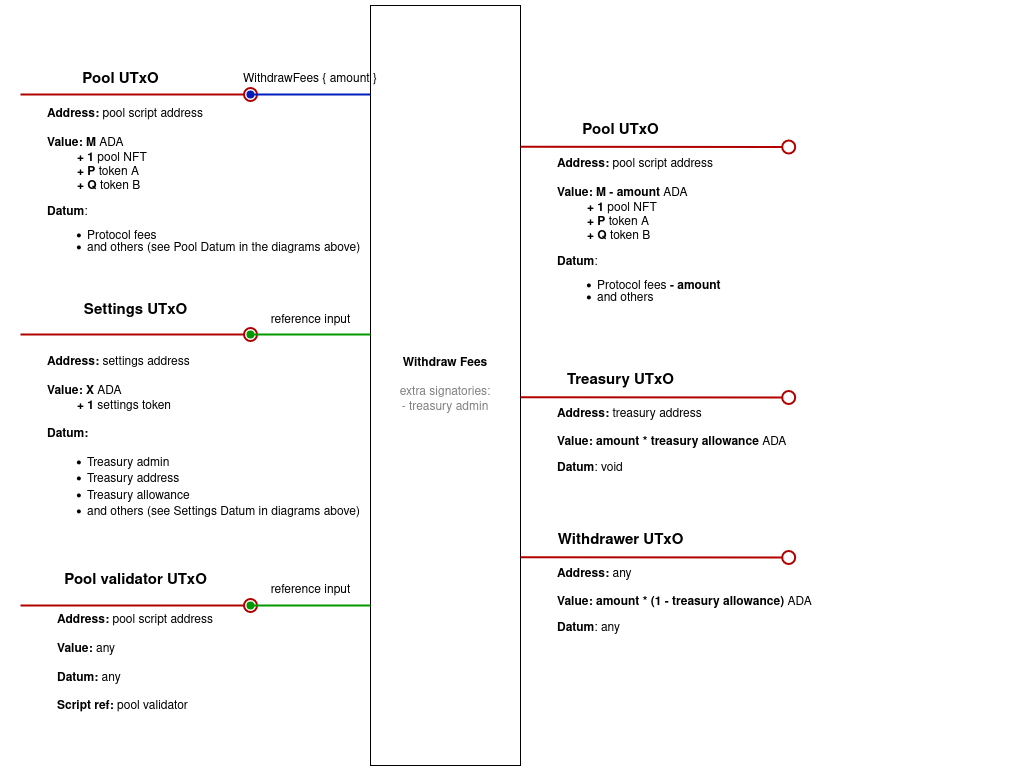 Pool UTxO
WithdrawFees { amount }
Address: pool script address
Value: M ADA
+ 1 pool NFT
+ P token A
+ Q token B
Datum:
• Protocol fees
• and others (see Pool Datum in the diagrams above)
Settings UTxO
reference input
Address: settings address
Value: X ADA
+ 1 settings token
Datum:
• Treasury admin
• Treasury address
• Treasury allowance
• and others (see Settings Datum in diagrams above)
Pool validator UTxO
reference input
Address: pool script address
Value: any
Datum: any
Script ref: pool validator
Withdraw Fees
extra signatories:
- treasury admin
Pool UTxO
Address: pool script address
Value: M - amount ADA
+ 1 pool NFT
+ P token A
+ Q token B
Datum:
• Protocol fees - amount
• and others
Treasury UTxO
Address: treasury address
Value: amount * treasury allowance ADA
Datum: void
Withdrawer UTxO
Address: any
Value: amount * (1 - treasury allowance) ADA
Datum: any